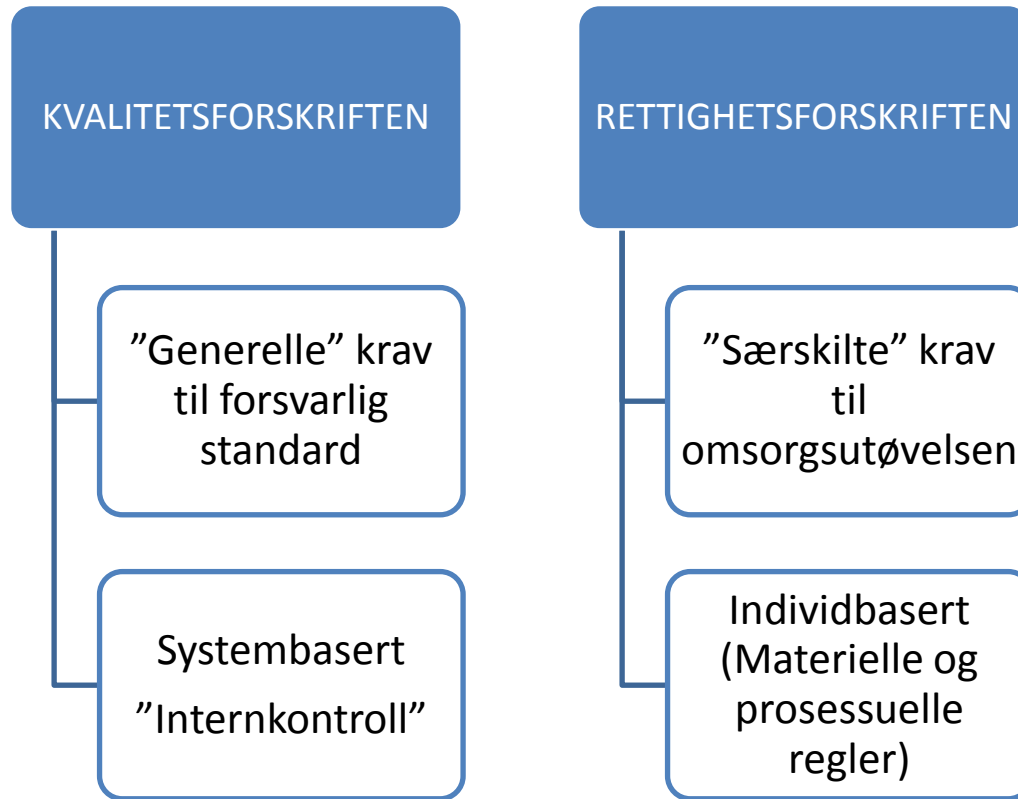 KVALITETSFORSKRIFTEN
”Generelle” krav
til forsvarlig
standard
Systembasert
”Internkontroll”
RETTIGHETSFORSKRIFTEN
”Særskilte” krav
til
omsorgsutøvelsen
Individbasert
(Materielle og
prosessuelle
regler)